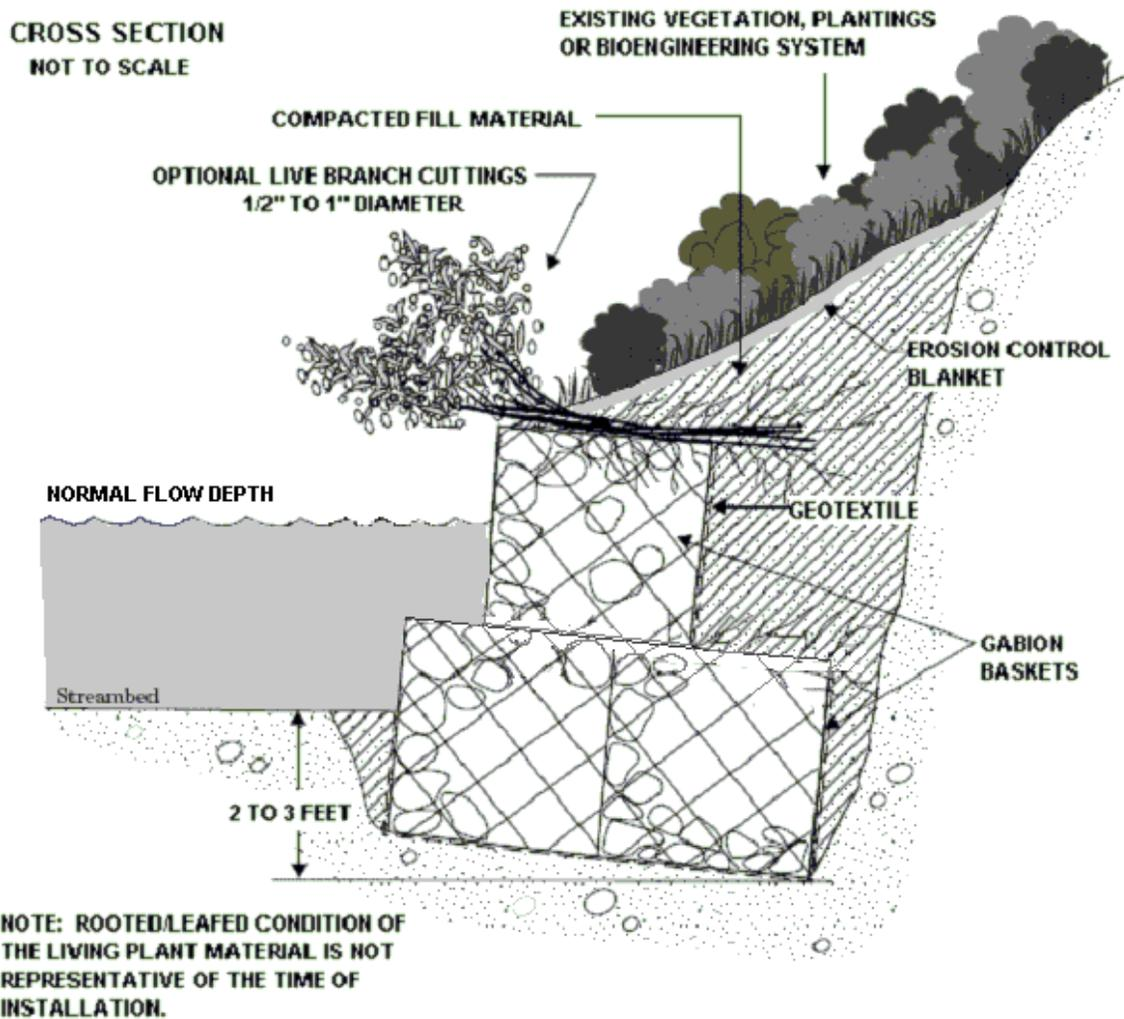 CROSS SECTION
NOT TO SCALE
EXISTING VEGETATION, PLANTINGS
OR BIOENGINEERING SYSTEM
COMPACTED FILL MATERIAL
OPTIONAL LIVE BRANCH CUTTINGS
1/2" TO 1" DIAMETER
EROSION CONTROL
BLANKET
NORMAL FLOW DEPTH
GEOTEXTILE
GABION
BASKETS
Streambed
2 TO 3 FEET
NOTE: ROOTED/LEAFED CONDITION OF
THE LIVING PLANT MATERIAL IS NOT
REPRESENTATIVE OF THE TIME OF
INSTALLATION.